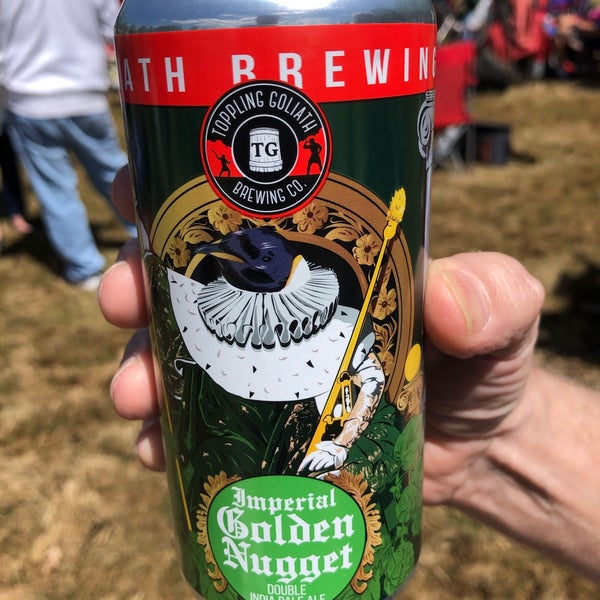 ATH BREWING
TOPPLING GOLIATH
TG
BREWING CO.
Imperial
Golden
Nugget
DOUBLE
INDIA PALE ALE